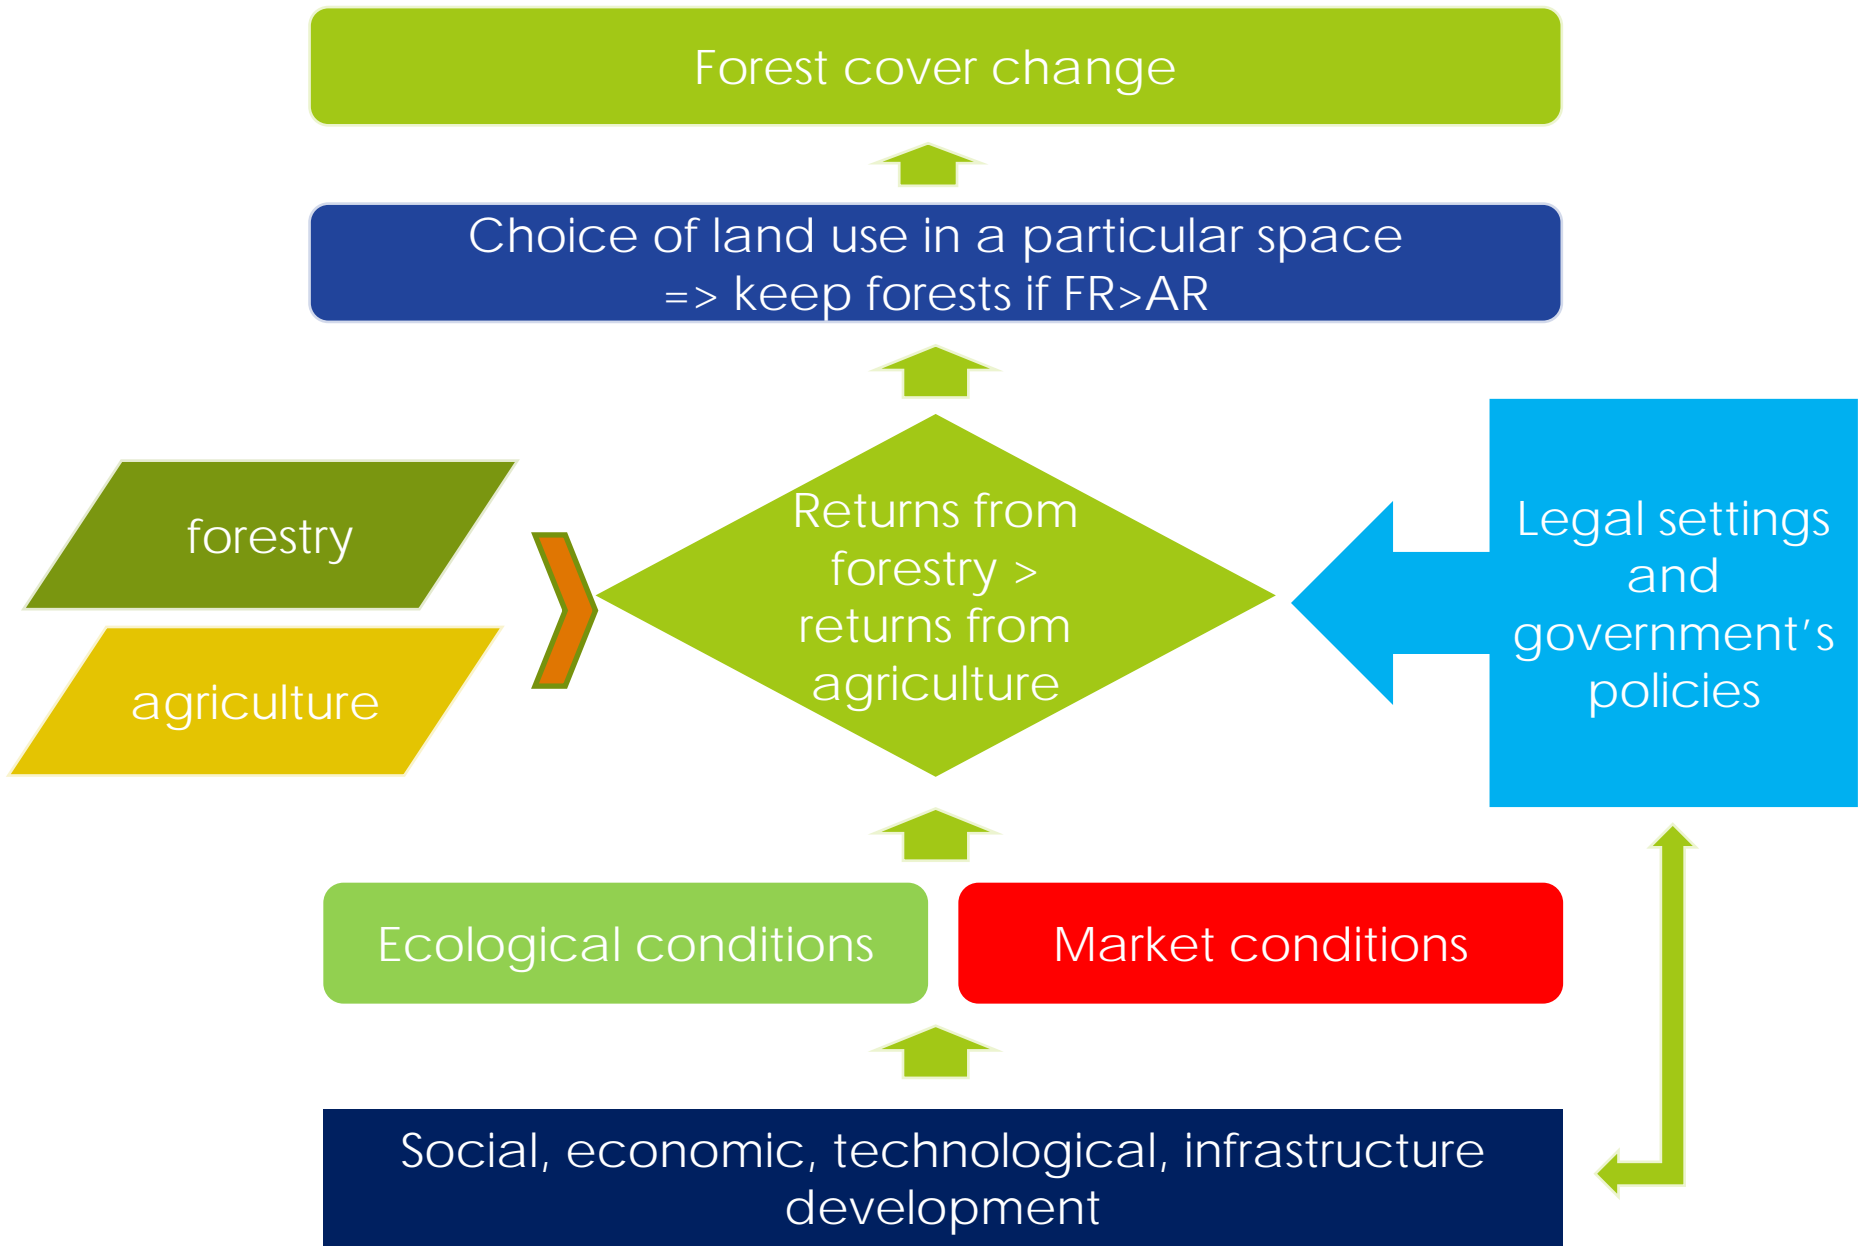 Forest cover change
Choice of land use in a particular space
=> keep forests if FR>AR
forestry
agriculture
Returns from
forestry >
returns from
agriculture
Legal settings
and
government’s
policies
Ecological conditions
Market conditions
Social, economic, technological, infrastructure
development